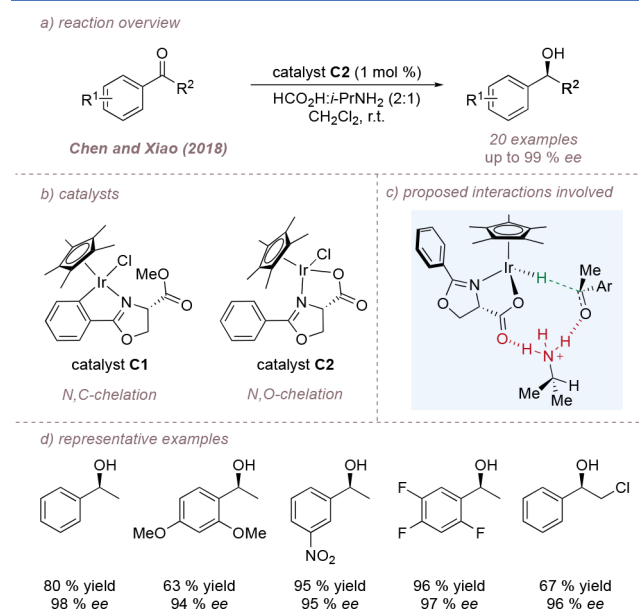 a) reaction overview
O
R¹
R²
catalyst C2 (1 mol %)
HCO₂H:i-PrNH₂ (2:1)
CH₂Cl₂, r.t.
OH
R¹
R²
Chen and Xiao (2018)
20 examples
up to 99 % ee
b) catalysts
Cl
Ir
MeO
N
O
O
catalyst C1
N,C-chelation
Cl
Ir
O
N
O
O
catalyst C2
N,O-chelation
c) proposed interactions involved
Ir
N
H
Me
Ar
O
O
O
O
H
H
H
N+
H
Me
Me
d) representative examples
OH
80 % yield
98 % ee
OH
MeO
OMe
63 % yield
94 % ee
OH
NO₂
95 % yield
95 % ee
OH
F
F
F
96 % yield
97 % ee
OH
Cl
67 % yield
96 % ee